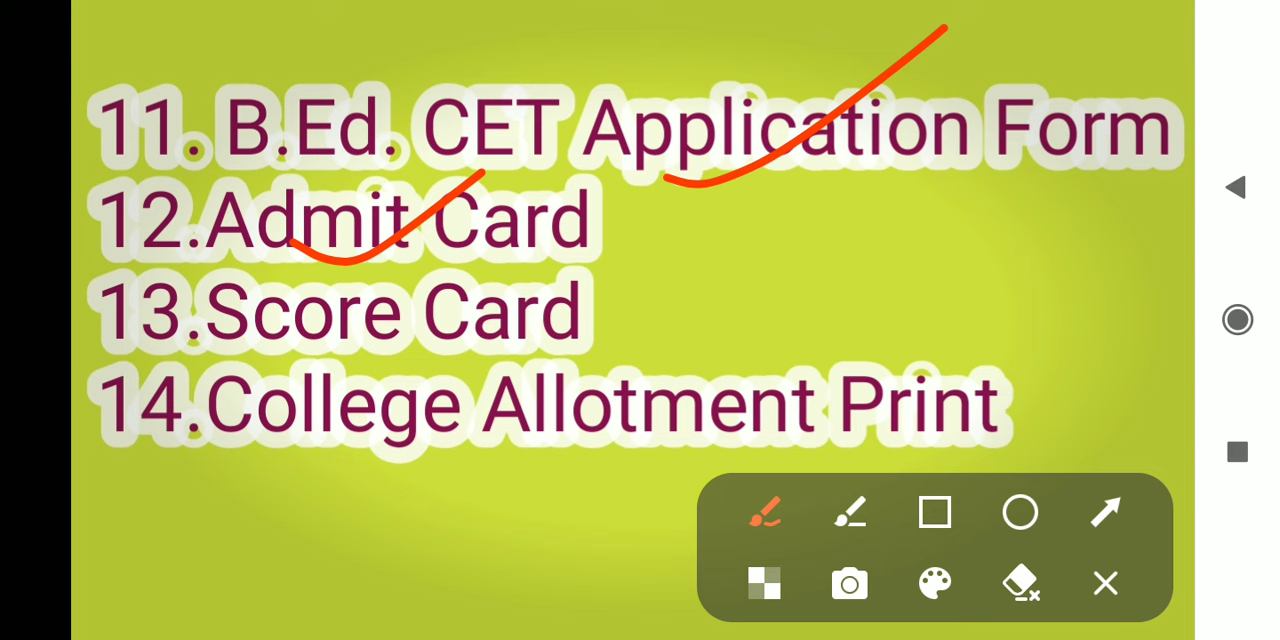 11. B.Ed. CET Application Form
12.Admit Card
13.Score Card
14.College Allotment Print